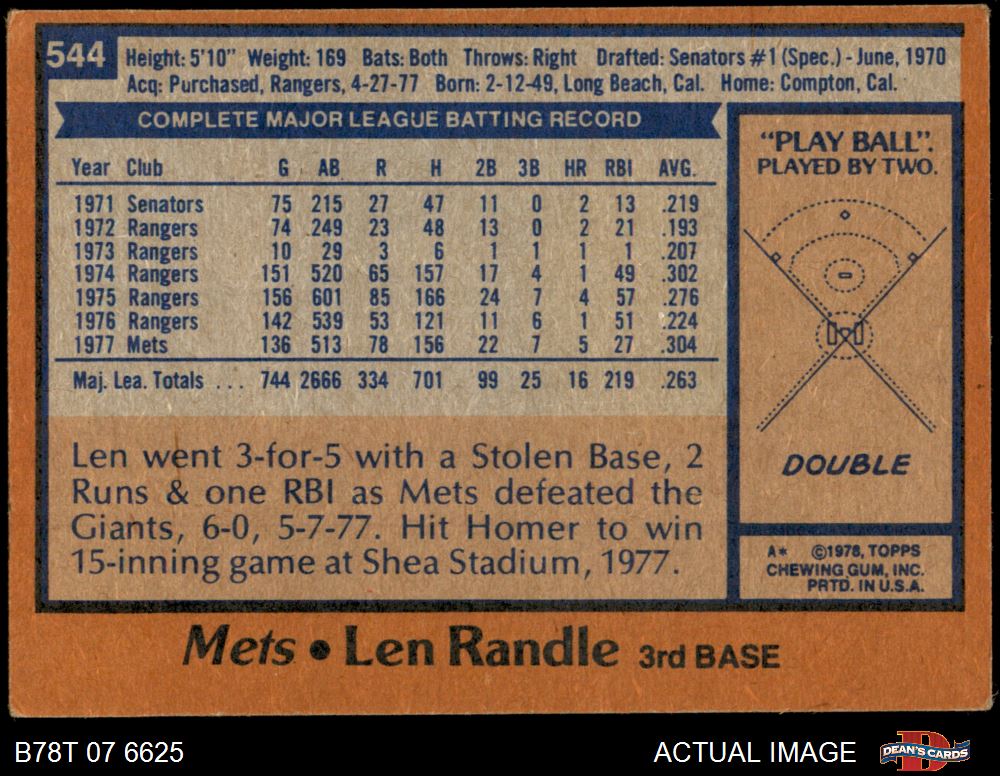 544
Height: 5'10" Weight: 169 Bats: Both Throws: Right Drafted: Senators #1 (Spec.) - June, 1970
Acq: Purchased, Rangers, 4-27-77 Born: 2-12-49, Long Beach, Cal. Home: Compton, Cal.
COMPLETE MAJOR LEAGUE BATTING RECORD
Year Club G AB R H 2B 3B HR RBI AVG.
1971 Senators 75 215 27 47 11 0 2 13 .219
1972 Rangers 74 249 23 48 13 0 2 21 .193
1973 Rangers 10 29 3 6 1 1 1 1 .207
1974 Rangers 151 520 65 157 17 4 1 49 .302
1975 Rangers 156 601 85 166 24 7 4 57 .276
1976 Rangers 142 539 53 121 11 6 1 51 .224
1977 Mets 136 513 78 156 22 7 5 27 .304
Maj. Lea. Totals ... 744 2666 334 701 99 25 16 219 .263
Len went 3-for-5 with a Stolen Base, 2
Runs & one RBI as Mets defeated the
Giants, 6-0, 5-7-77. Hit Homer to win
15-inning game at Shea Stadium, 1977.
"PLAY BALL".
PLAYED BY TWO.
DOUBLE
A* ©1978, TOPPS
CHEWING GUM, INC.
PRTD. IN U.S.A.
Mets • Len Randle 3rd BASE
B78T 07 6625
ACTUAL IMAGE
DEAN'S CARDS